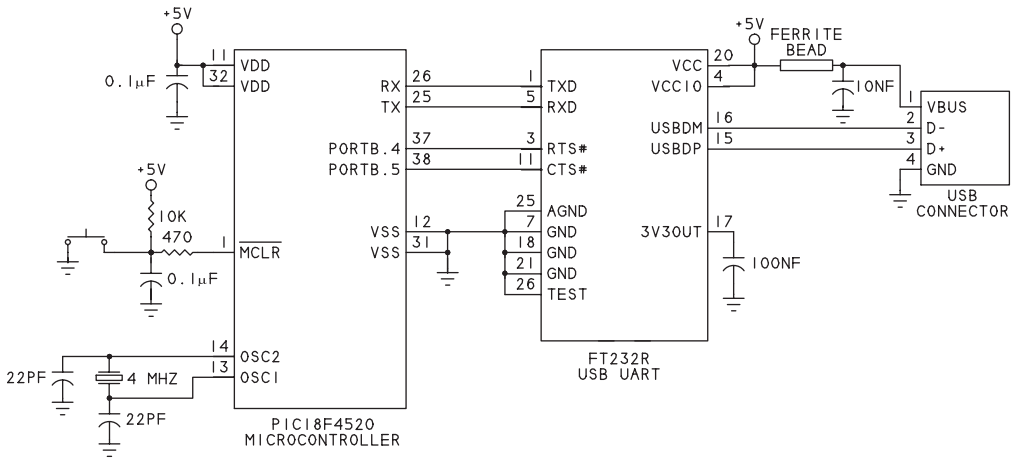 +5V
11
VDD
32
VDD
0.1µF
+5V
10K
470
1
MCLR
0.1µF
14
OSC2
13
OSC1
22PF
4 MHZ
22PF
26
RX
25
TX
37
PORTB.4
38
PORTB.5
12
VSS
31
VSS
PIC18F4520
MICROCONTROLLER
1
TXD
5
RXD
3
RTS#
11
CTS#
25
AGND
7
GND
18
GND
21
GND
26
TEST
FT232R
USB UART
+5V
20
VCC
4
VCCIO
16
USBDM
15
USBDP
17
3V3OUT
100NF
FERRITE
BEAD
10NF
1
VBUS
2
D-
3
D+
4
GND
USB
CONNECTOR